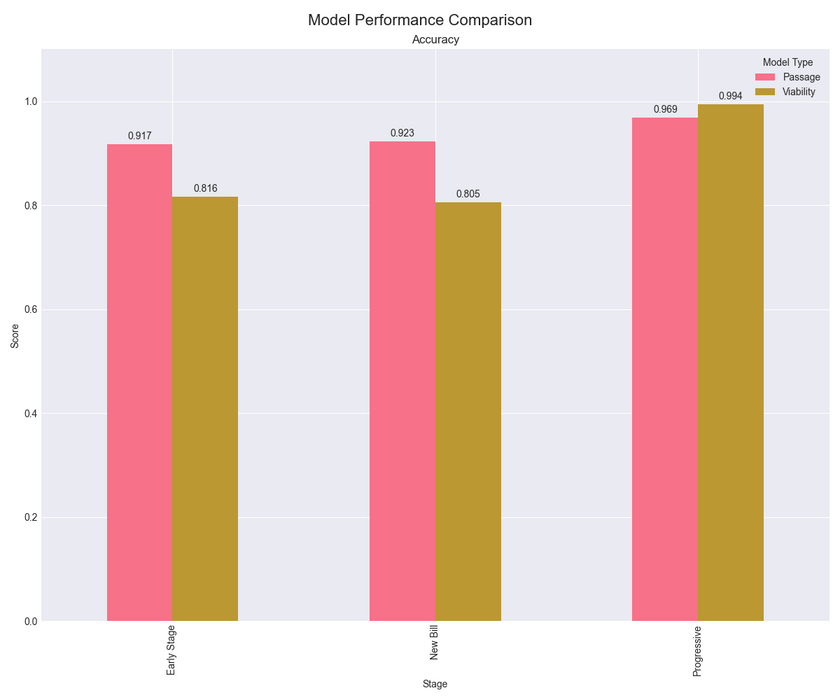 Model Performance Comparison
Accuracy
Model Type
Passage
Viability
0.917
0.816
0.923
0.805
0.969
0.994
1.0
0.8
0.6
0.4
0.2
0.0
Score
Early Stage
New Bill
Progressive
Stage